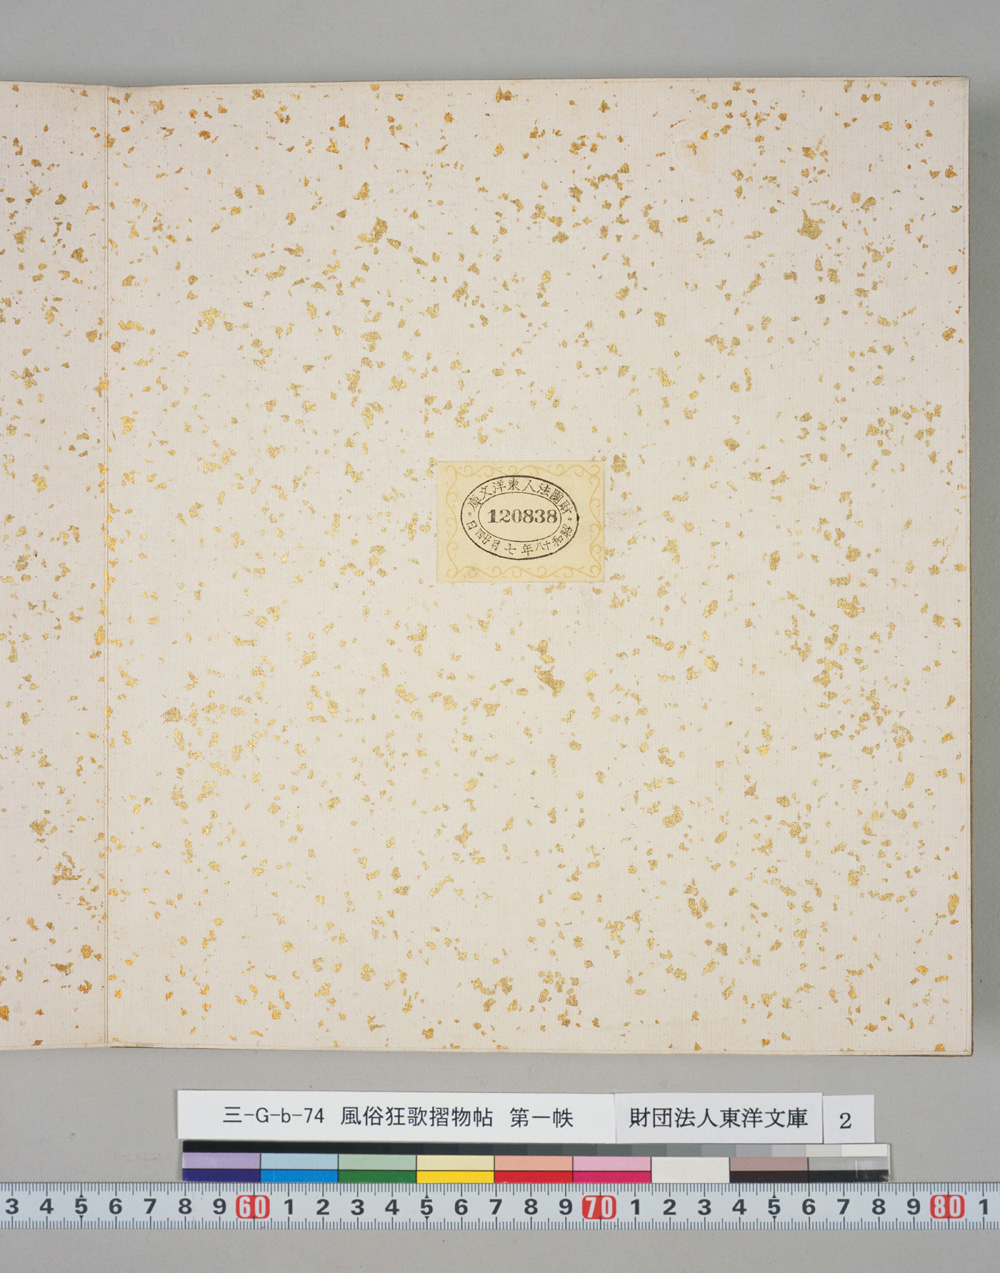 財團法人東洋文庫
120838
昭和十八年七月廿四日
三-G-b-74 風俗狂歌摺物帖 第一帙
財団法人東洋文庫
2
3 4 5 6 7 8 9 60 1 2 3 4 5 6 7 8 9 70 1 2 3 4 5 6 7 8 9 80 1